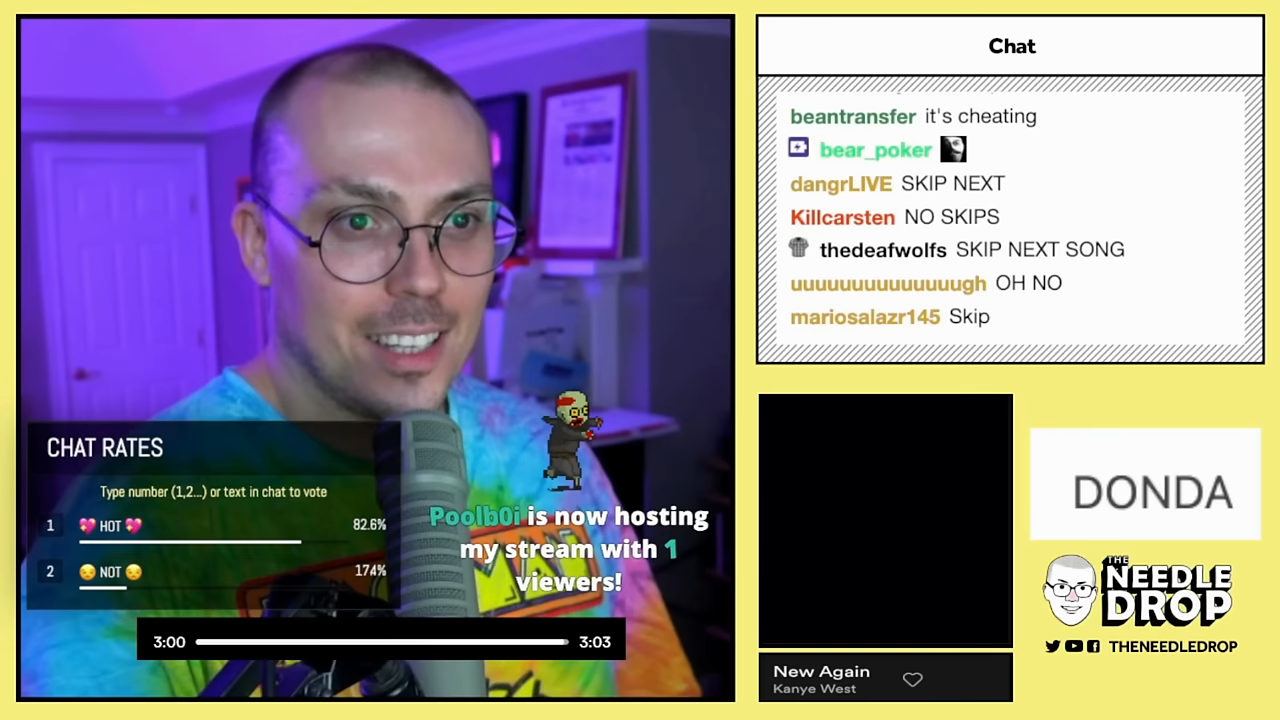 Chat
beantransfer it's cheating
bear_poker
dangrLIVE SKIP NEXT
Killcarsten NO SKIPS
thedeafwolfs SKIP NEXT SONG
uuuuuuuuuuuuuugh OH NO
mariosalazr145 Skip
CHAT RATES
Type number (1,2...) or text in chat to vote
1 💖 HOT 💖 82.6%
2 😒 NOT 😒 174%
Poolb0i is now hosting
my stream with 1
viewers!
3:00 3:03
DONDA
THE
NEEDLE
DROP
THENEEDLEDROP
New Again
Kanye West